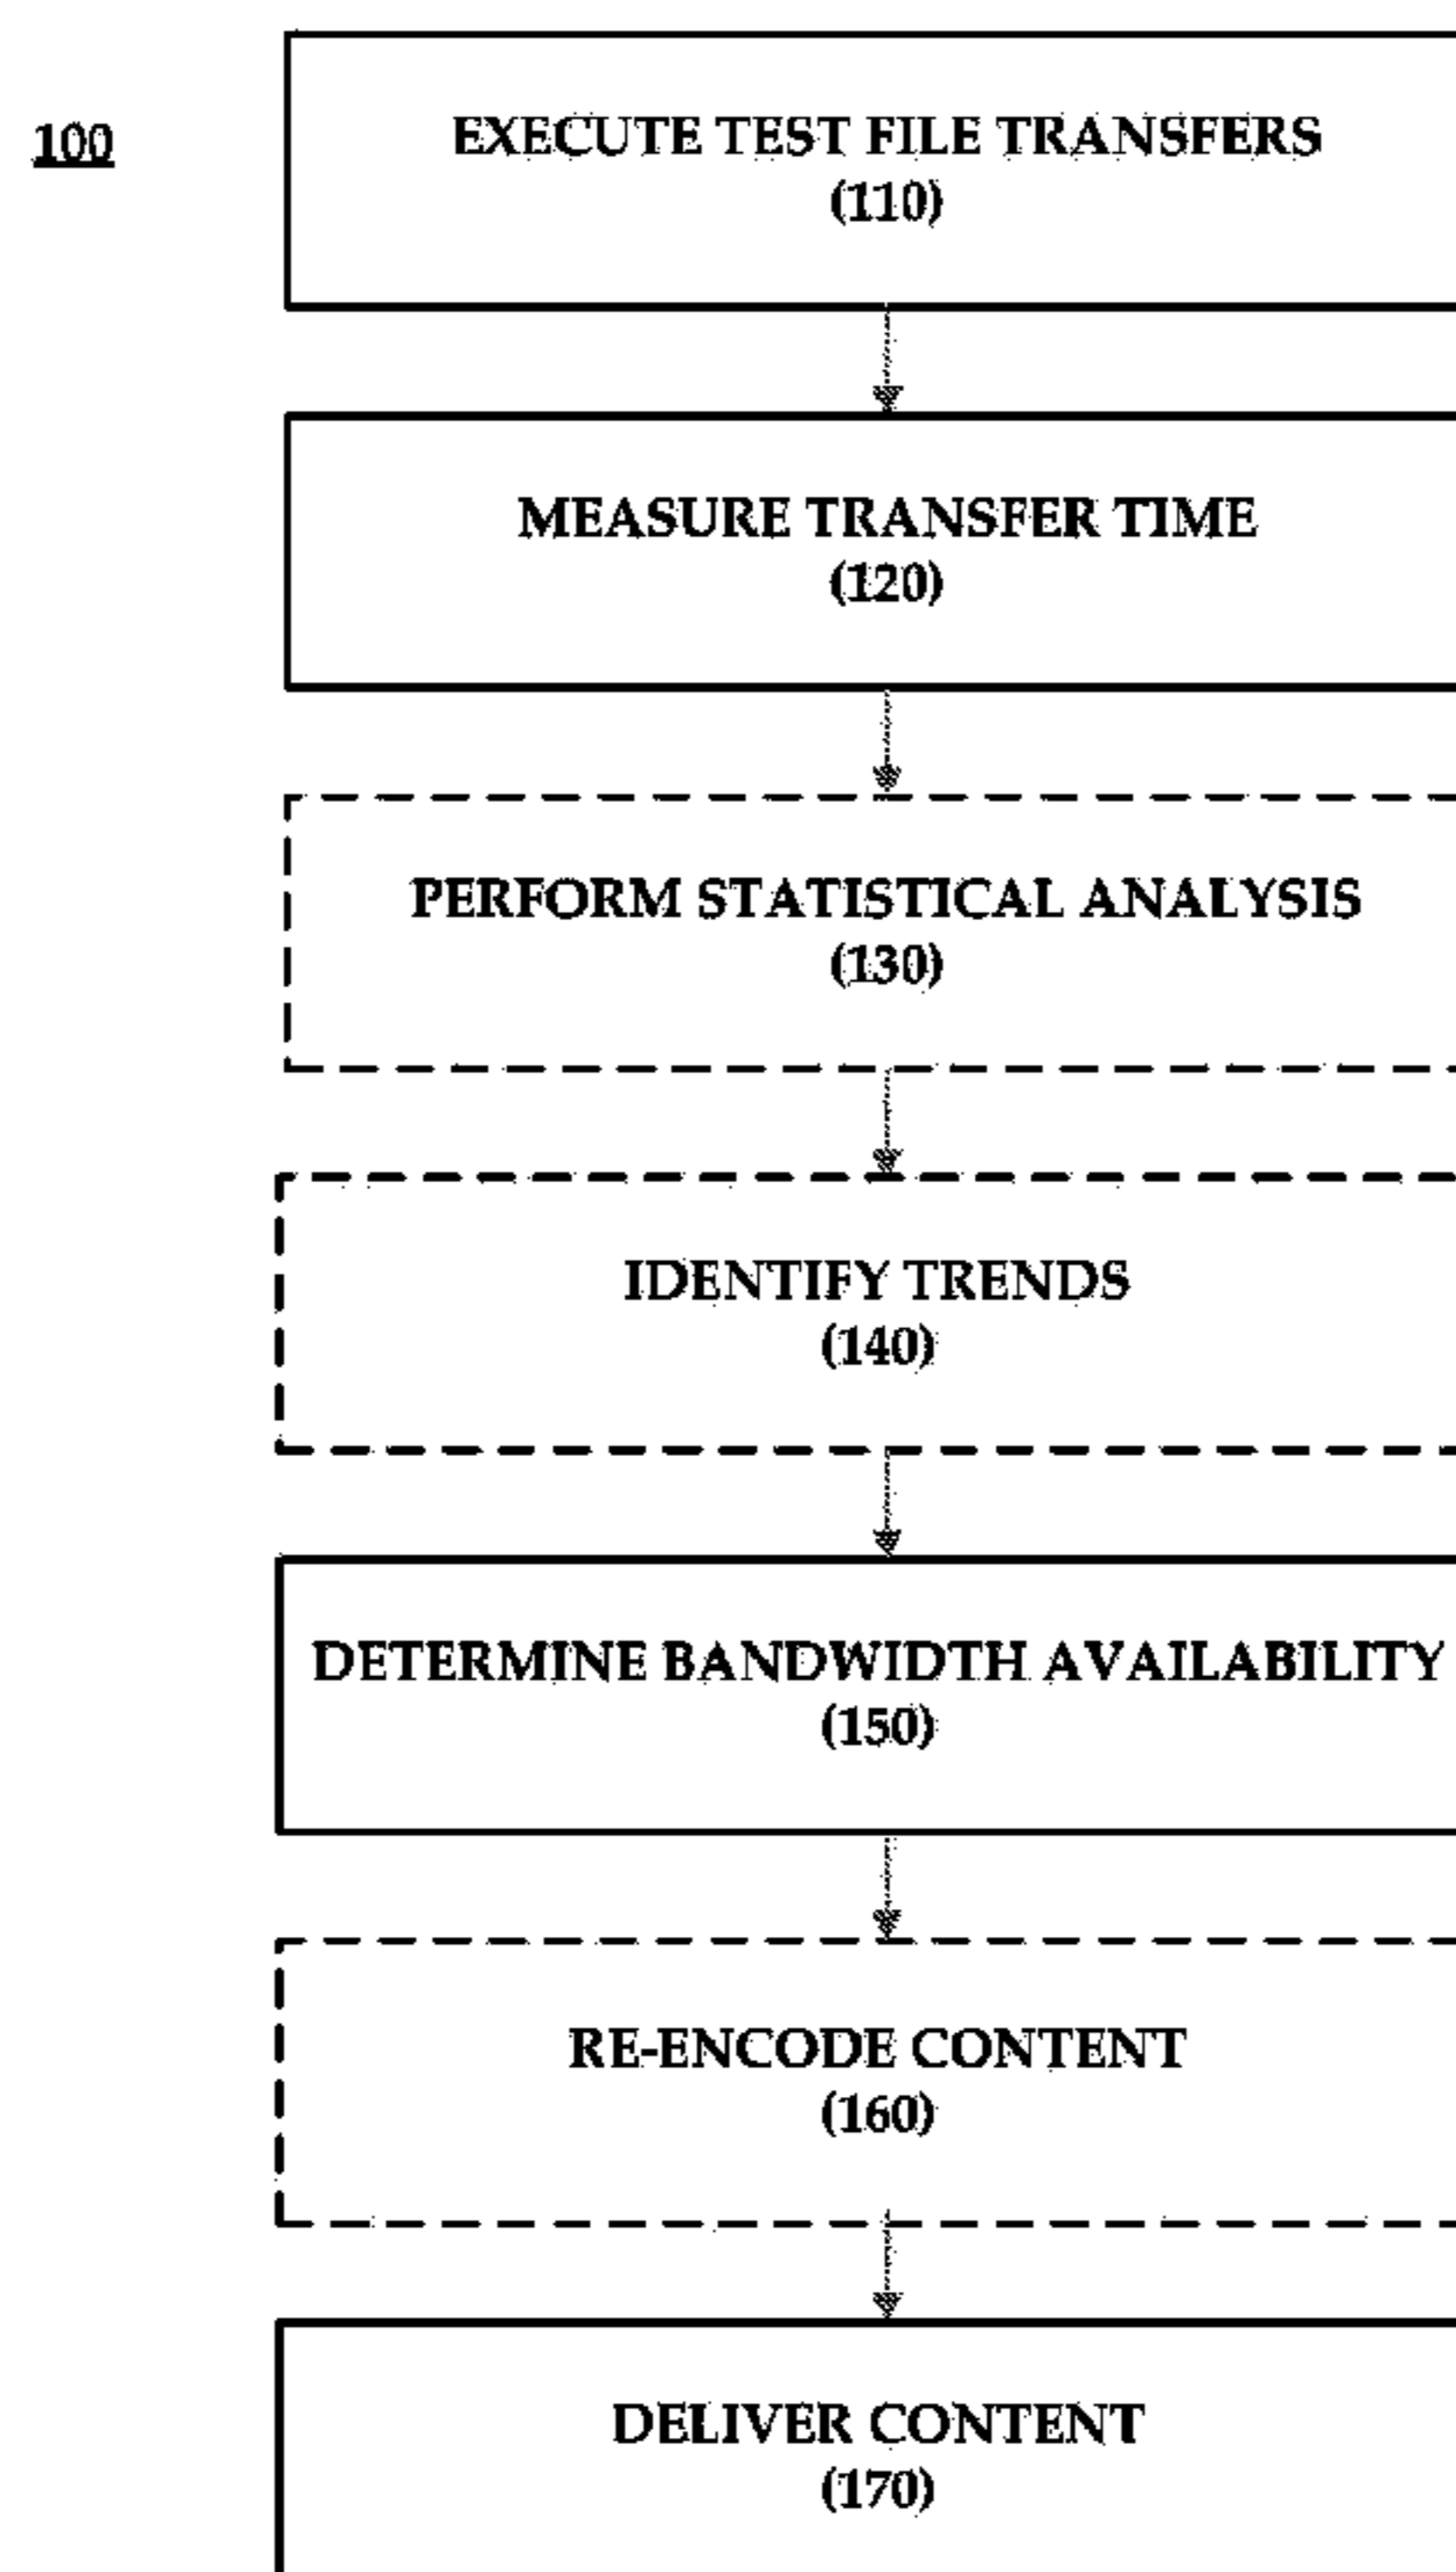 100
EXECUTE TEST FILE TRANSFERS
(110)
MEASURE TRANSFER TIME
(120)
PERFORM STATISTICAL ANALYSIS
(130)
IDENTIFY TRENDS
(140)
DETERMINE BANDWIDTH AVAILABILITY
(150)
RE-ENCODE CONTENT
(160)
DELIVER CONTENT
(170)